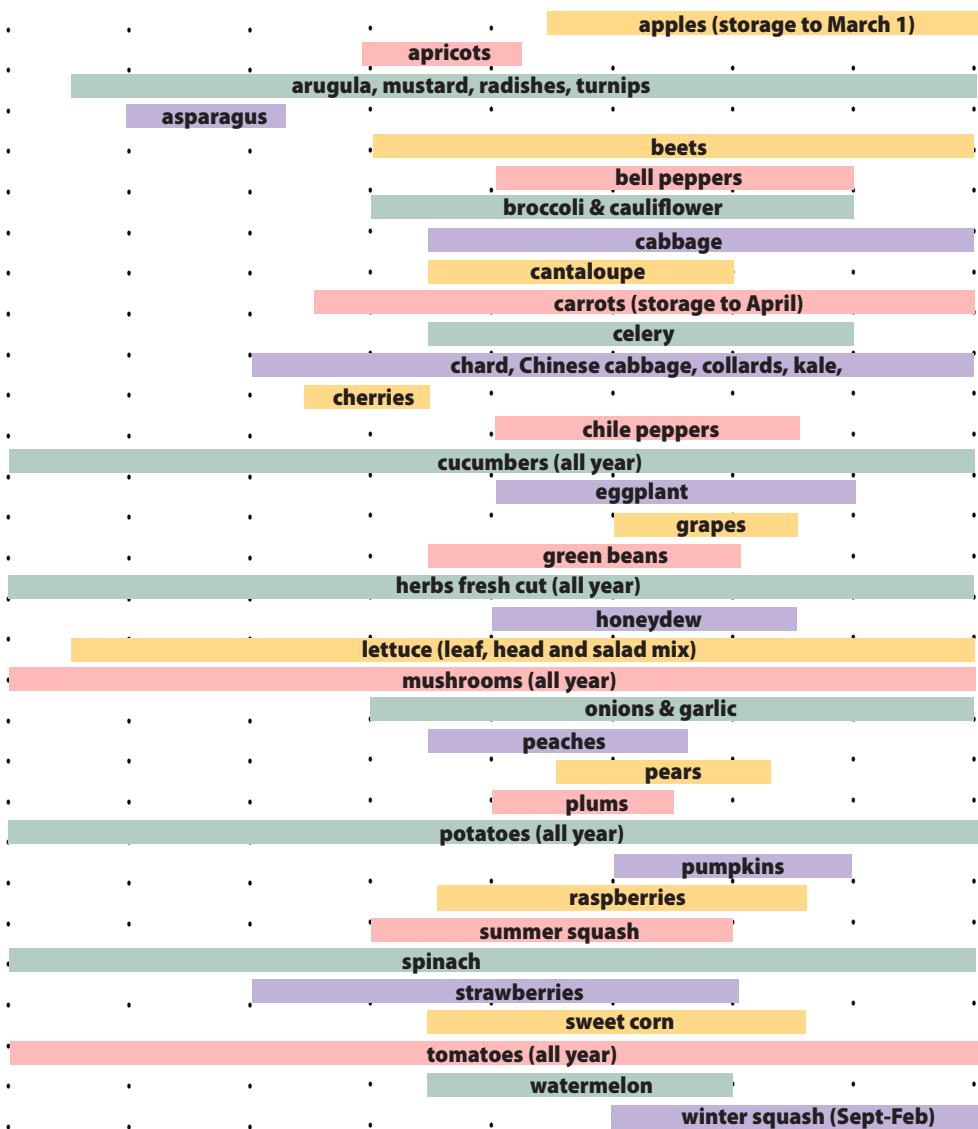 apples (storage to March 1)
apricots
arugula, mustard, radishes, turnips
asparagus
beets
bell peppers
broccoli & cauliflower
cabbage
cantaloupe
carrots (storage to April)
celery
chard, Chinese cabbage, collards, kale,
cherries
chile peppers
cucumbers (all year)
eggplant
grapes
green beans
herbs fresh cut (all year)
honeydew
lettuce (leaf, head and salad mix)
mushrooms (all year)
onions & garlic
peaches
pears
plums
potatoes (all year)
pumpkins
raspberries
summer squash
spinach
strawberries
sweet corn
tomatoes (all year)
watermelon
winter squash (Sept-Feb)